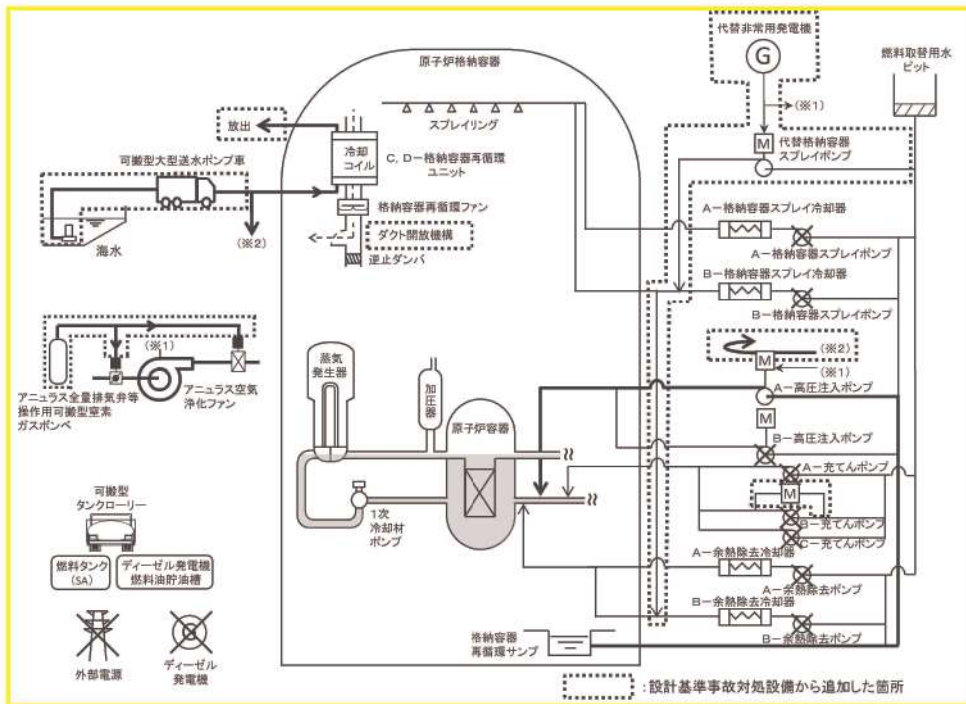 代替非常用発電機
G
(※1)
燃料取替用水
ピット
原子炉格納容器
スプレイリング
放出
冷却
コイル
C,D-格納容器再循環
ユニット
M
代替格納容器
スプレイポンプ
可搬型大型送水ポンプ車
海水
(※2)
格納容器再循環ファン
ダクト開放機構
逆止ダンパ
A-格納容器スプレイ冷却器
A-格納容器スプレイポンプ
B-格納容器スプレイ冷却器
B-格納容器スプレイポンプ
(※1)
アニュラス全量排気弁等
操作用可搬型窒素
ガスボンベ
アニュラス空気
浄化ファン
蒸気
発生器
加圧器
原子炉容器
1次
冷却材
ポンプ
(※2)
M
(※1)
A-高圧注入ポンプ
M
B-高圧注入ポンプ
A-充てんポンプ
M
B-充てんポンプ
C-充てんポンプ
A-余熱除去冷却器
A-余熱除去ポンプ
B-余熱除去冷却器
B-余熱除去ポンプ
可搬型
タンクローリー
燃料タンク
(SA)
ディーゼル発電機
燃料油貯油槽
外部電源
ディーゼル
発電機
格納容器
再循環サンプ
:設計基準事故対処設備から追加した箇所